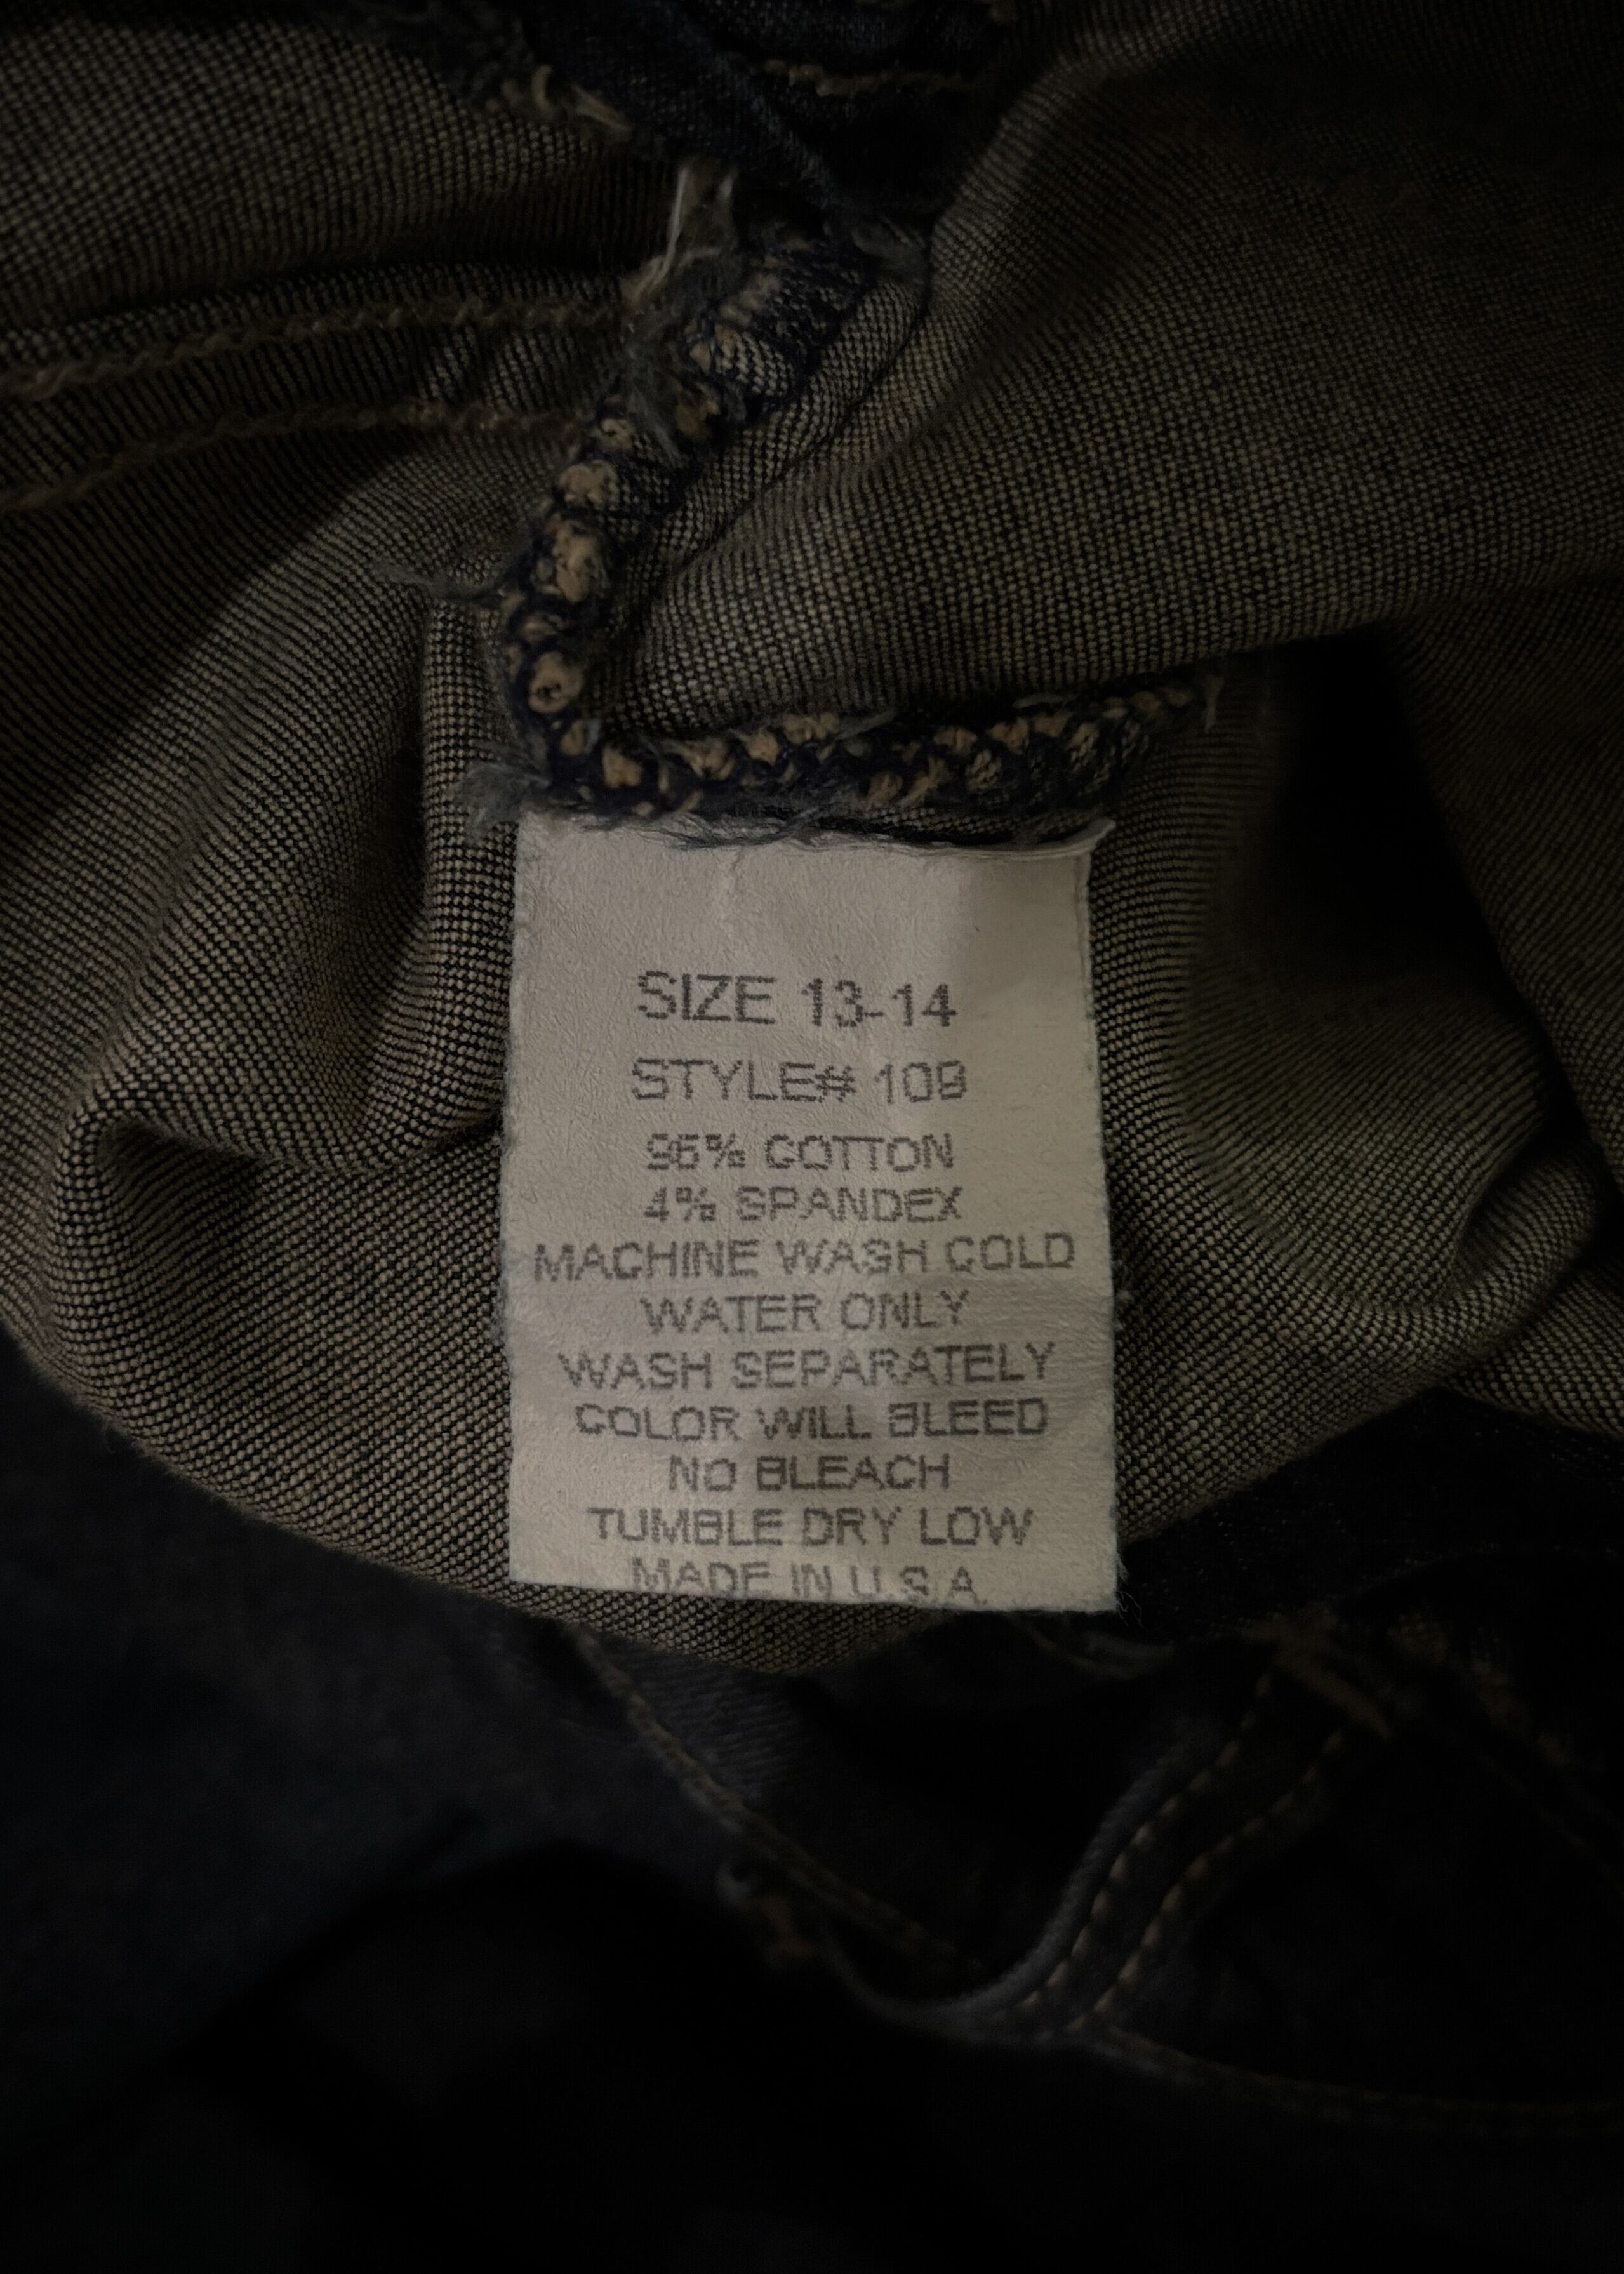 SIZE 13-14
STYLE# 109
96% COTTON
4% SPANDEX
MACHINE WASH COLD
WATER ONLY
WASH SEPARATELY
COLOR WILL BLEED
NO BLEACH
TUMBLE DRY LOW
MADE IN U.S.A